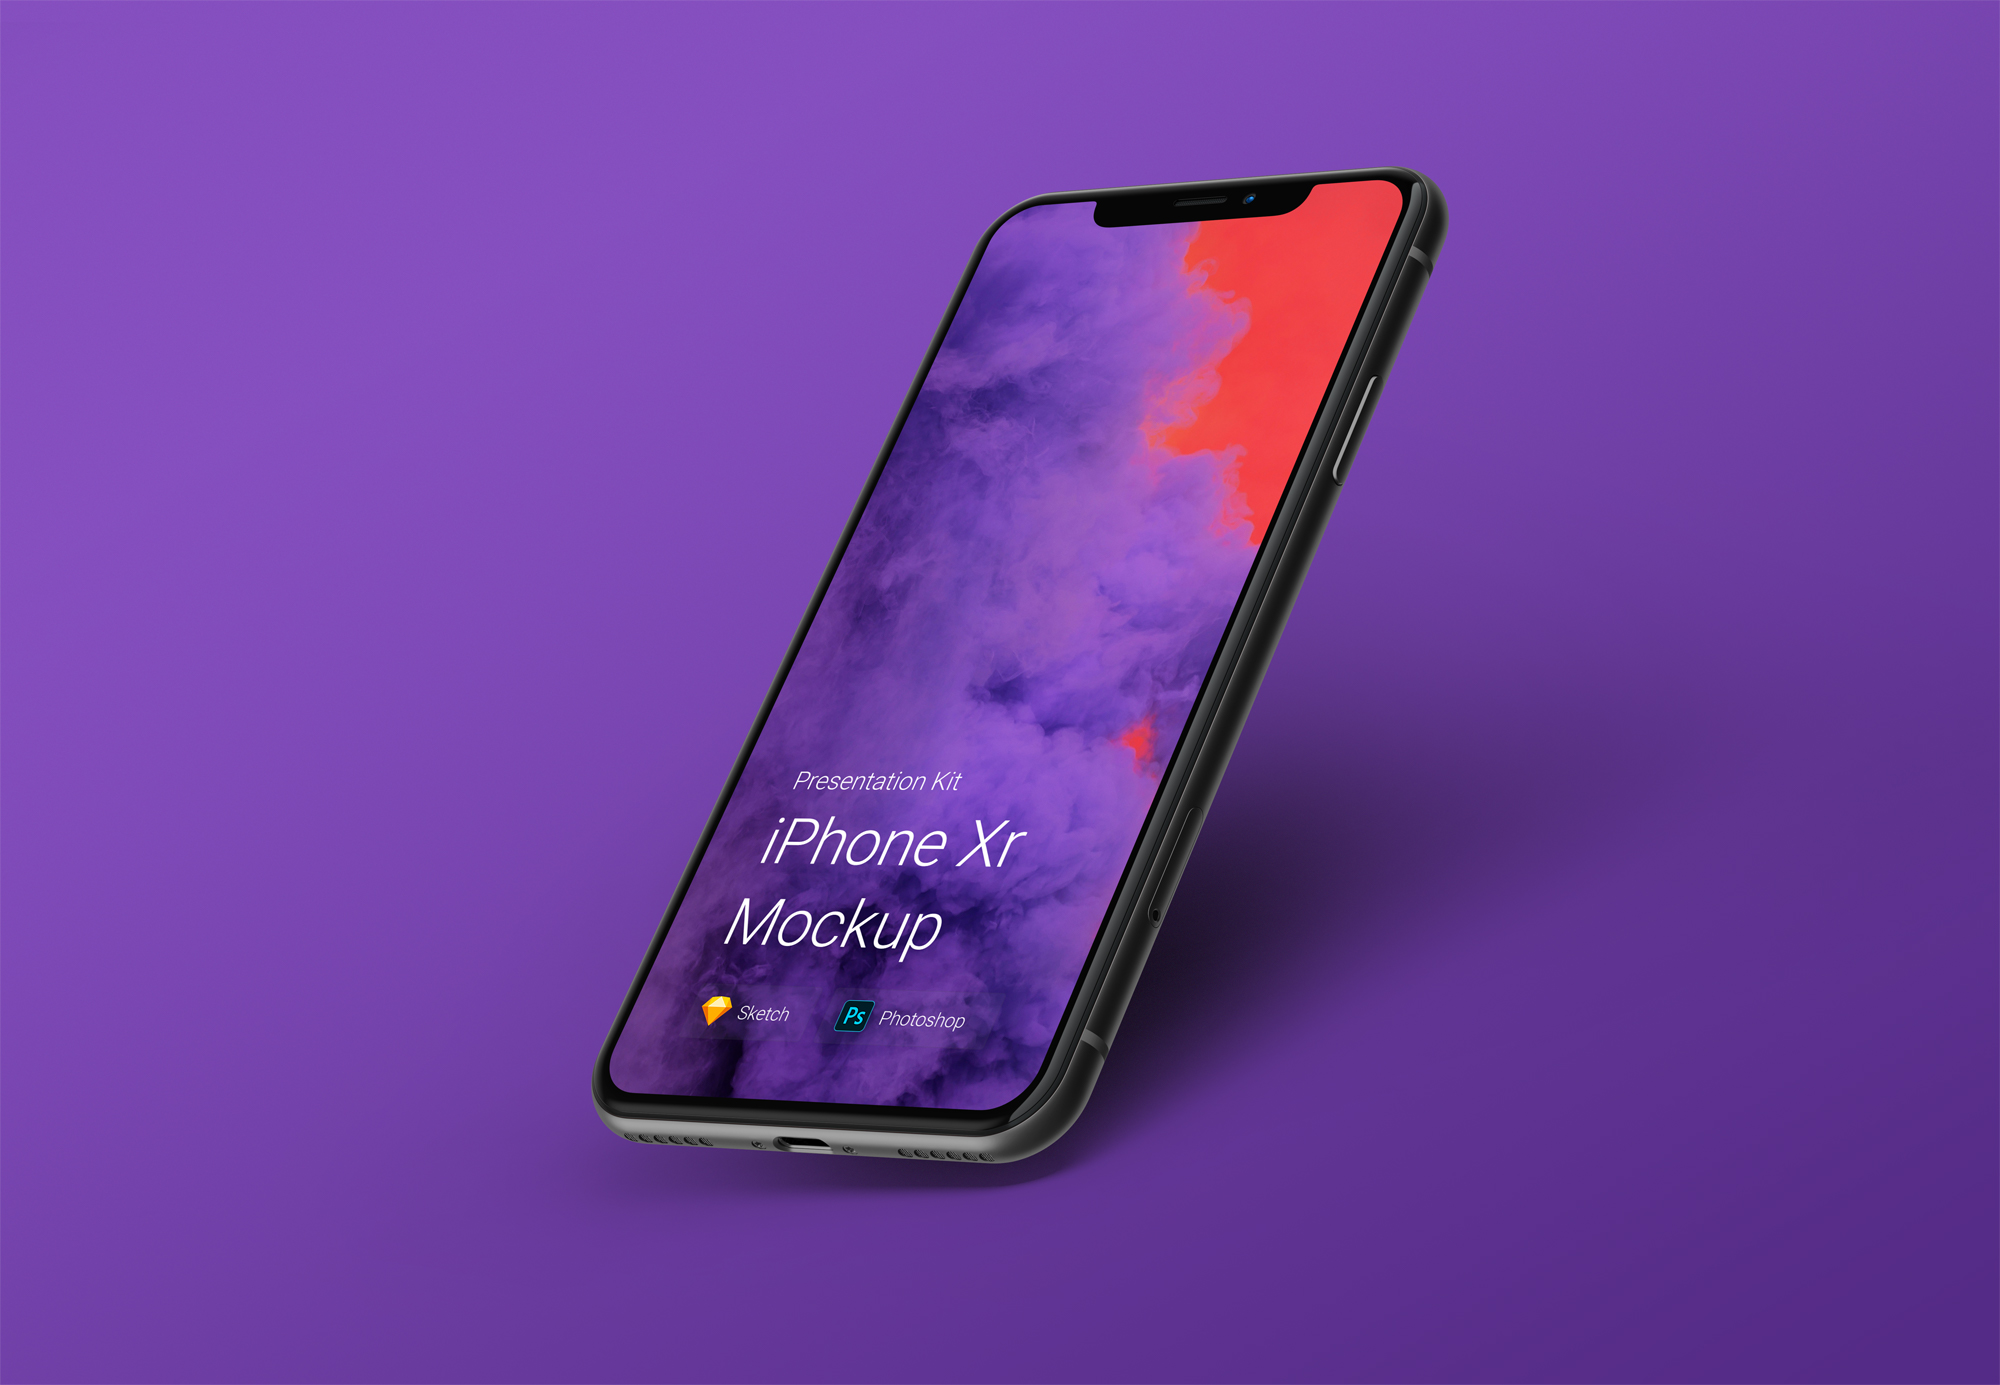 Presentation Kit
iPhone Xr
Mockup
Sketch
Ps Photoshop